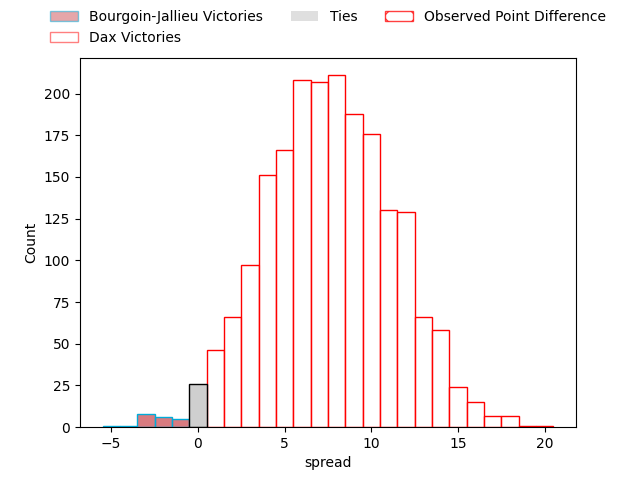 Bourgoin-Jallieu Victories
Dax Victories
Ties
Observed Point Difference
Count
200
175
150
125
100
75
50
25
0
−5
0
5
10
15
20
spread